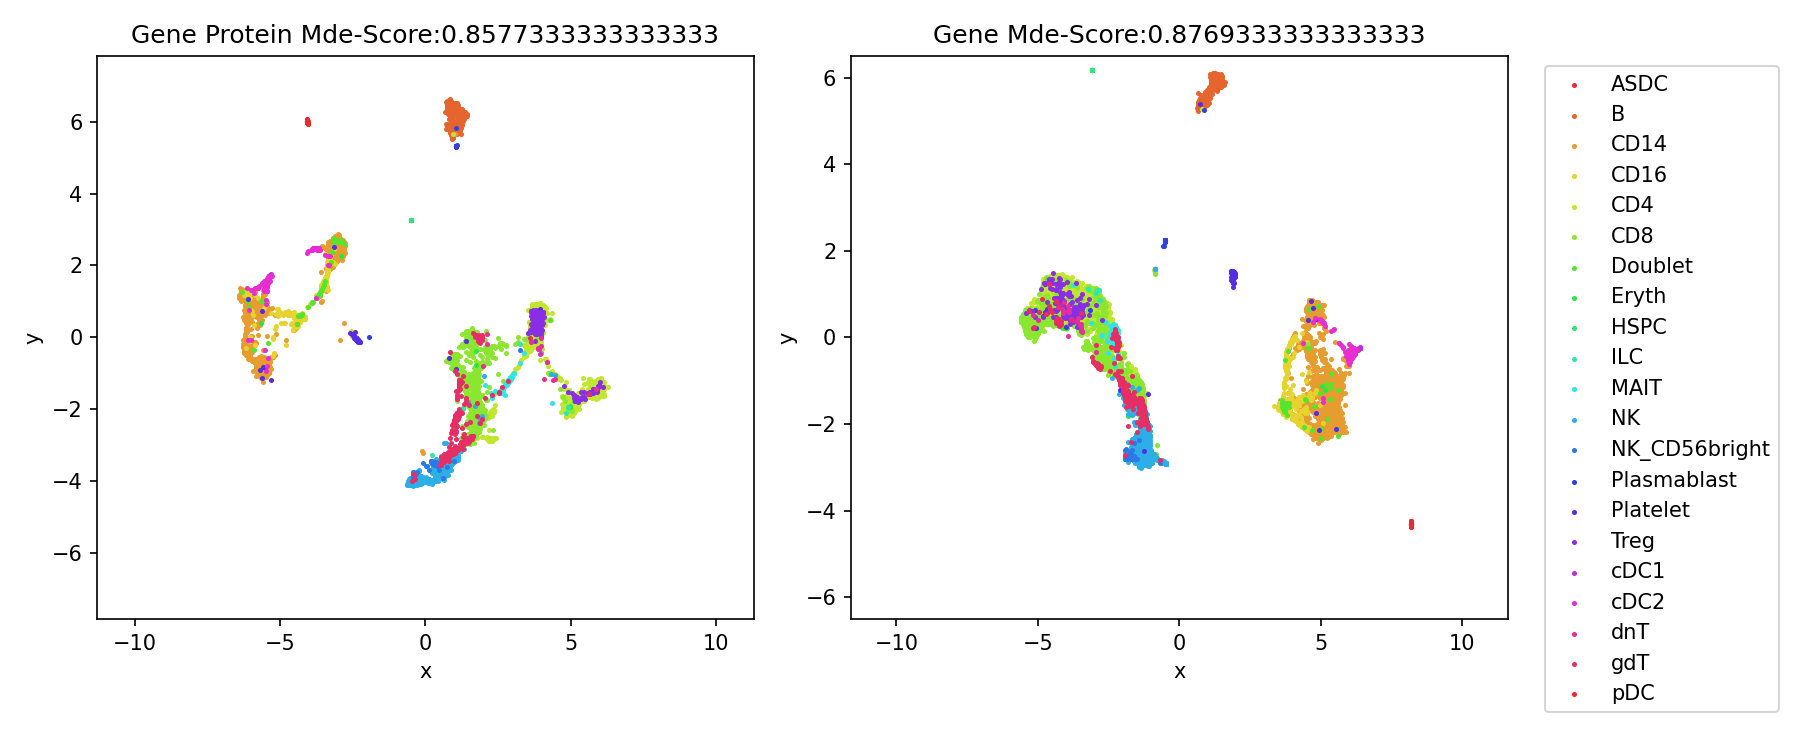 Gene Protein Mde-Score:0.8577333333333333
6
4
2
0
−2
−4
−6
y
−10
−5
0
5
10
x
Gene Mde-Score:0.8769333333333333
6
4
2
0
−2
−4
−6
y
−10
−5
0
5
10
x
ASDC
B
CD14
CD16
CD4
CD8
Doublet
Eryth
HSPC
ILC
MAIT
NK
NK_CD56bright
Plasmablast
Platelet
Treg
cDC1
cDC2
dnT
gdT
pDC